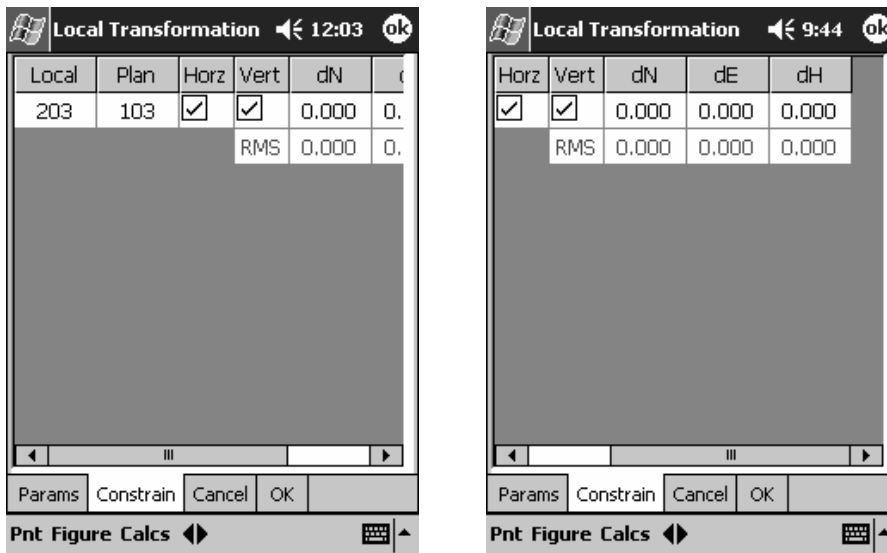 Local Transformation 12:03 ok
Local Plan Horz Vert dN
203 103 0.000 0.
RMS 0.000 0.
Params Constrain Cancel OK
Pnt Figure Calcs
Local Transformation 9:44 ok
Horz Vert dN dE dH
0.000 0.000 0.000
RMS 0.000 0.000 0.000
Params Constrain Cancel OK
Pnt Figure Calcs